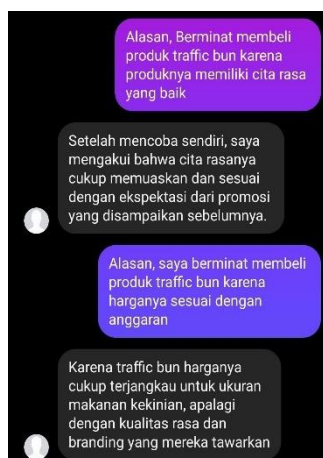 Alasan, Berminat membeli
produk traffic bun karena
produknya memiliki cita rasa
yang baik
Setelah mencoba sendiri, saya
mengakui bahwa cita rasanya
cukup memuaskan dan sesuai
dengan ekspektasi dari promosi
yang disampaikan sebelumnya.
Alasan, saya berminat membeli
produk traffic bun karena
harganya sesuai dengan
anggaran
Karena traffic bun harganya
cukup terjangkau untuk ukuran
makanan kekinian, apalagi
dengan kualitas rasa dan
branding yang mereka tawarkan